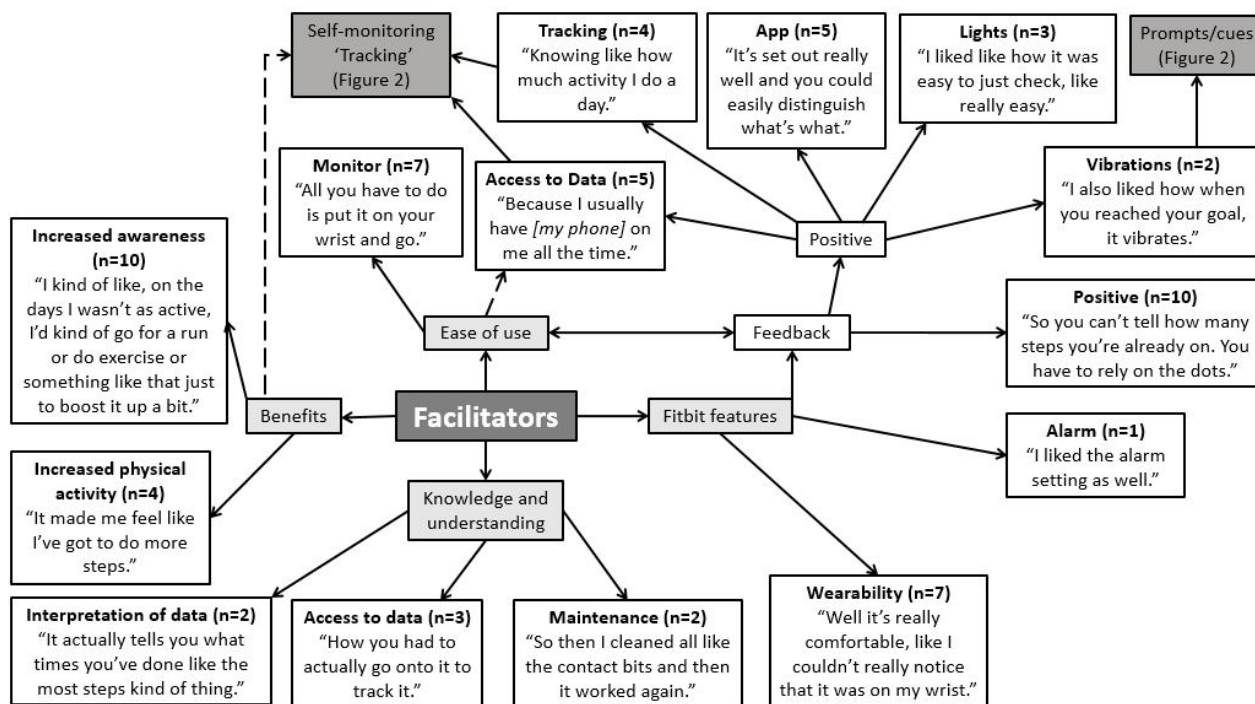 Self-monitoring
‘Tracking’
(Figure 2)
Tracking (n=4)
“Knowing like how
much activity I do a
day.”
App (n=5)
“It’s set out really
well and you could
easily distinguish
what’s what.”
Lights (n=3)
“I liked like how it was
easy to just check, like
really easy.”
Prompts/cues
(Figure 2)
Monitor (n=7)
“All you have to do
is put it on your
wrist and go.”
Access to Data (n=5)
“Because I usually
have [my phone] on
me all the time.”
Positive
Vibrations (n=2)
“I also liked how when
you reached your goal,
it vibrates.”
Increased awareness
(n=10)
“I kind of like, on the
days I wasn’t as active,
I’d kind of go for a run
or do exercise or
something like that just
to boost it up a bit.”
Ease of use
Feedback
Positive (n=10)
“So you can’t tell how many
steps you’re already on. You
have to rely on the dots.”
Benefits
Facilitators
Fitbit features
Alarm (n=1)
“I liked the alarm
setting as well.”
Increased physical
activity (n=4)
“It made me feel like
I’ve got to do more
steps.”
Knowledge and
understanding
Interpretation of data (n=2)
“It actually tells you what
times you’ve done like the
most steps kind of thing.”
Access to data (n=3)
“How you had to
actually go onto it to
track it.”
Maintenance (n=2)
“So then I cleaned all like
the contact bits and then
it worked again.”
Wearability (n=7)
“Well it’s really
comfortable, like I
couldn’t really notice
that it was on my wrist.”